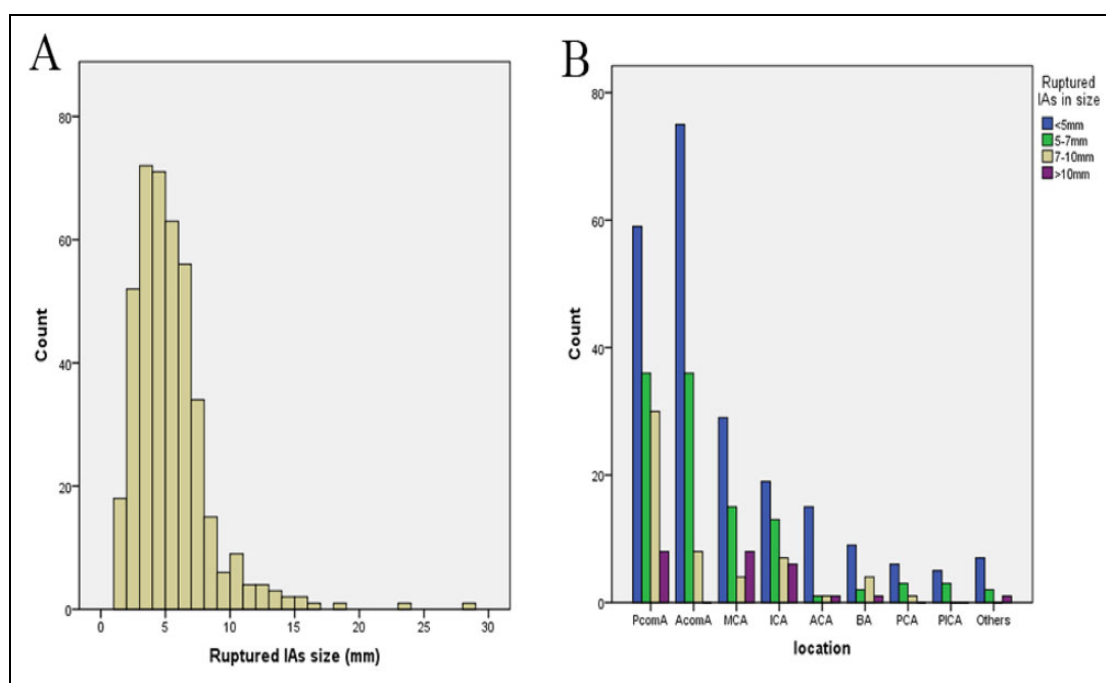 A
80
60
40
20
0
Count
0 5 10 15 20 25 30
Ruptured IAs size (mm)
B
80
60
40
20
0
Count
PcomA AcomA MCA ICA ACA BA PCA PICA Others
location
Ruptured
IAs in size
<5mm
5-7mm
7-10mm
>10mm